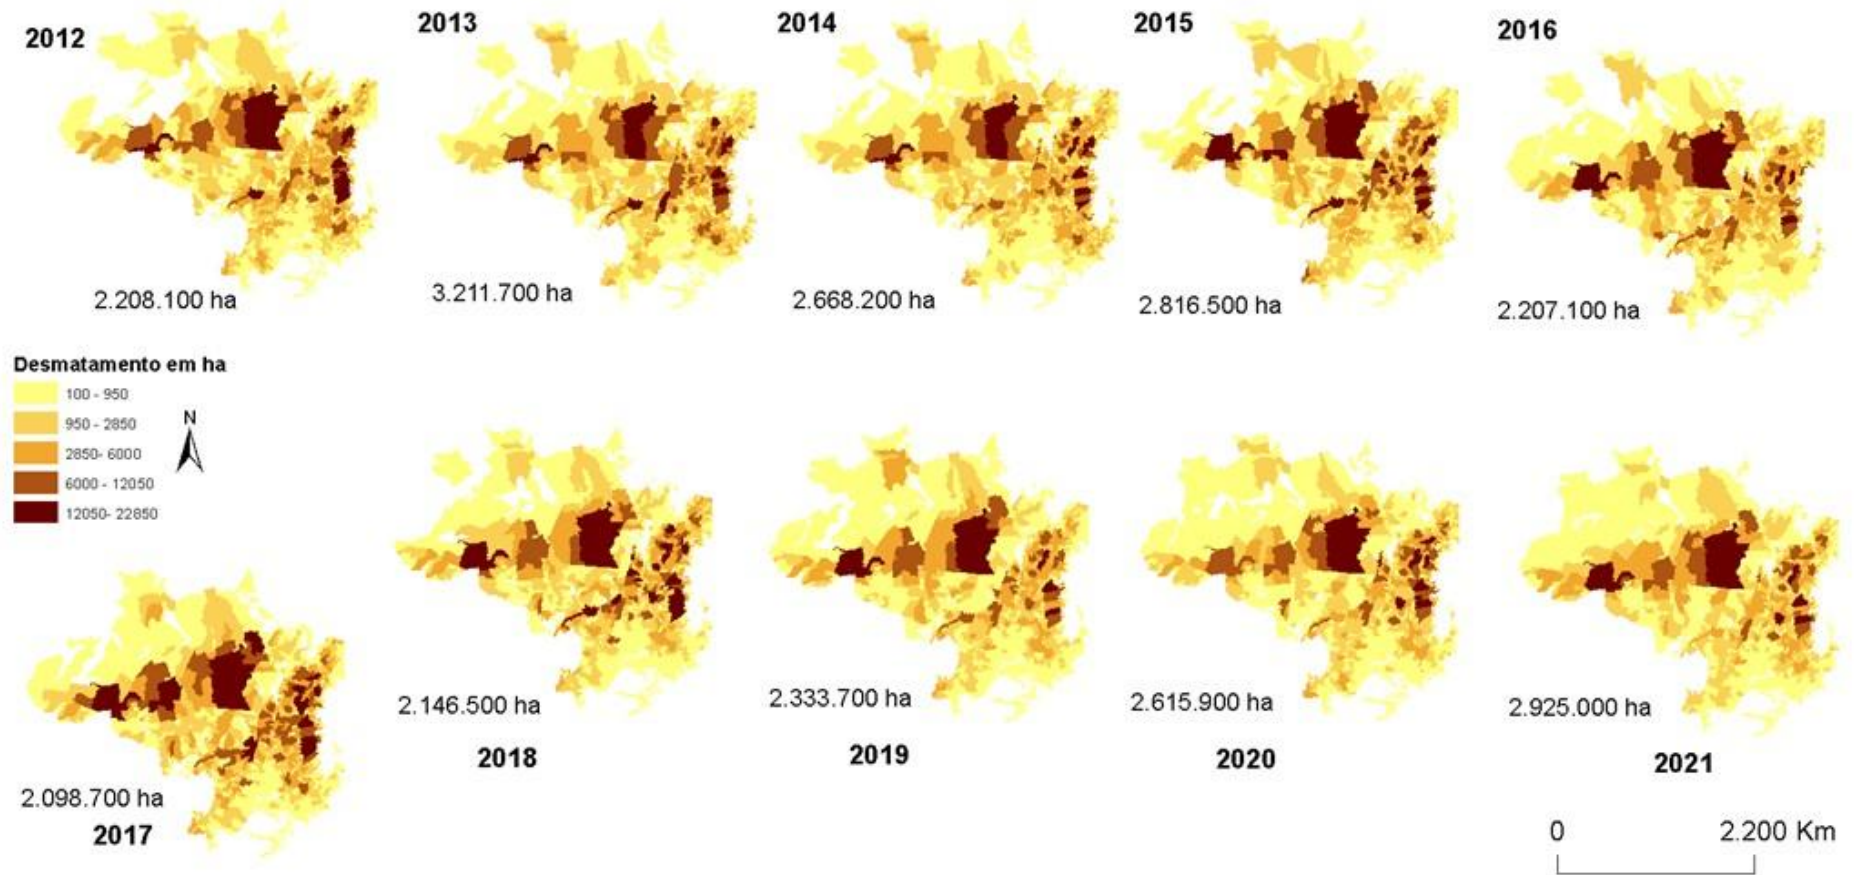 2012
2013
2014
2015
2016
2.208.100 ha
3.211.700 ha
2.668.200 ha
2.816.500 ha
2.207.100 ha
Desmatamento em ha
100 - 950
950 - 2850
2850- 6000
6000 - 12050
12050- 22850
N
2.098.700 ha
2017
2.146.500 ha
2018
2.333.700 ha
2019
2.615.900 ha
2020
2.925.000 ha
2021
0 2.200 Km